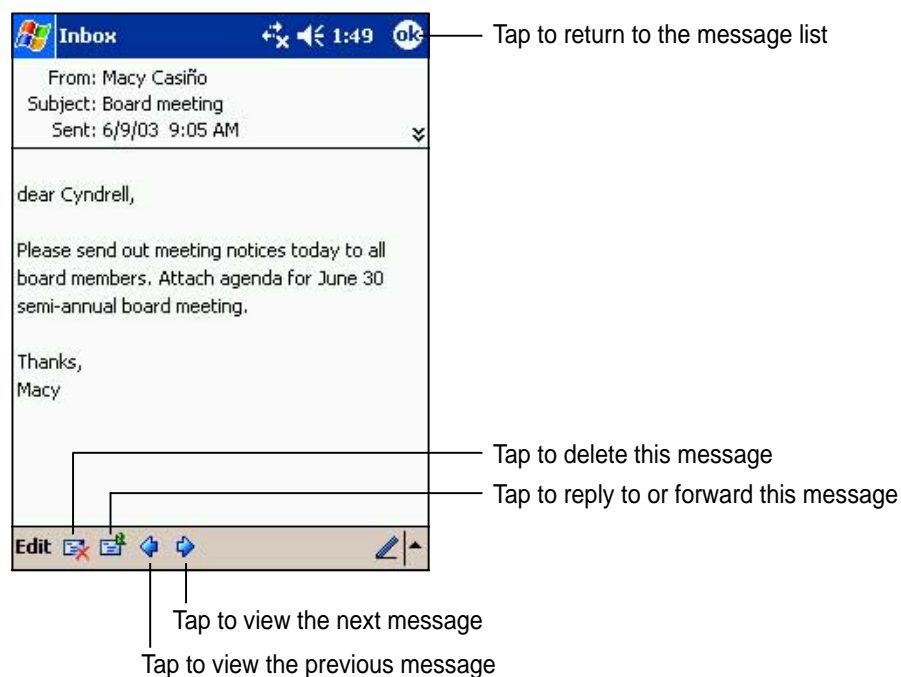 Inbox 1:49 ok Tap to return to the message list
From: Macy Casiño
Subject: Board meeting
Sent: 6/9/03 9:05 AM
dear Cyndrell,
Please send out meeting notices today to all
board members. Attach agenda for June 30
semi-annual board meeting.
Thanks,
Macy
Tap to delete this message
Tap to reply to or forward this message
Edit
Tap to view the next message
Tap to view the previous message